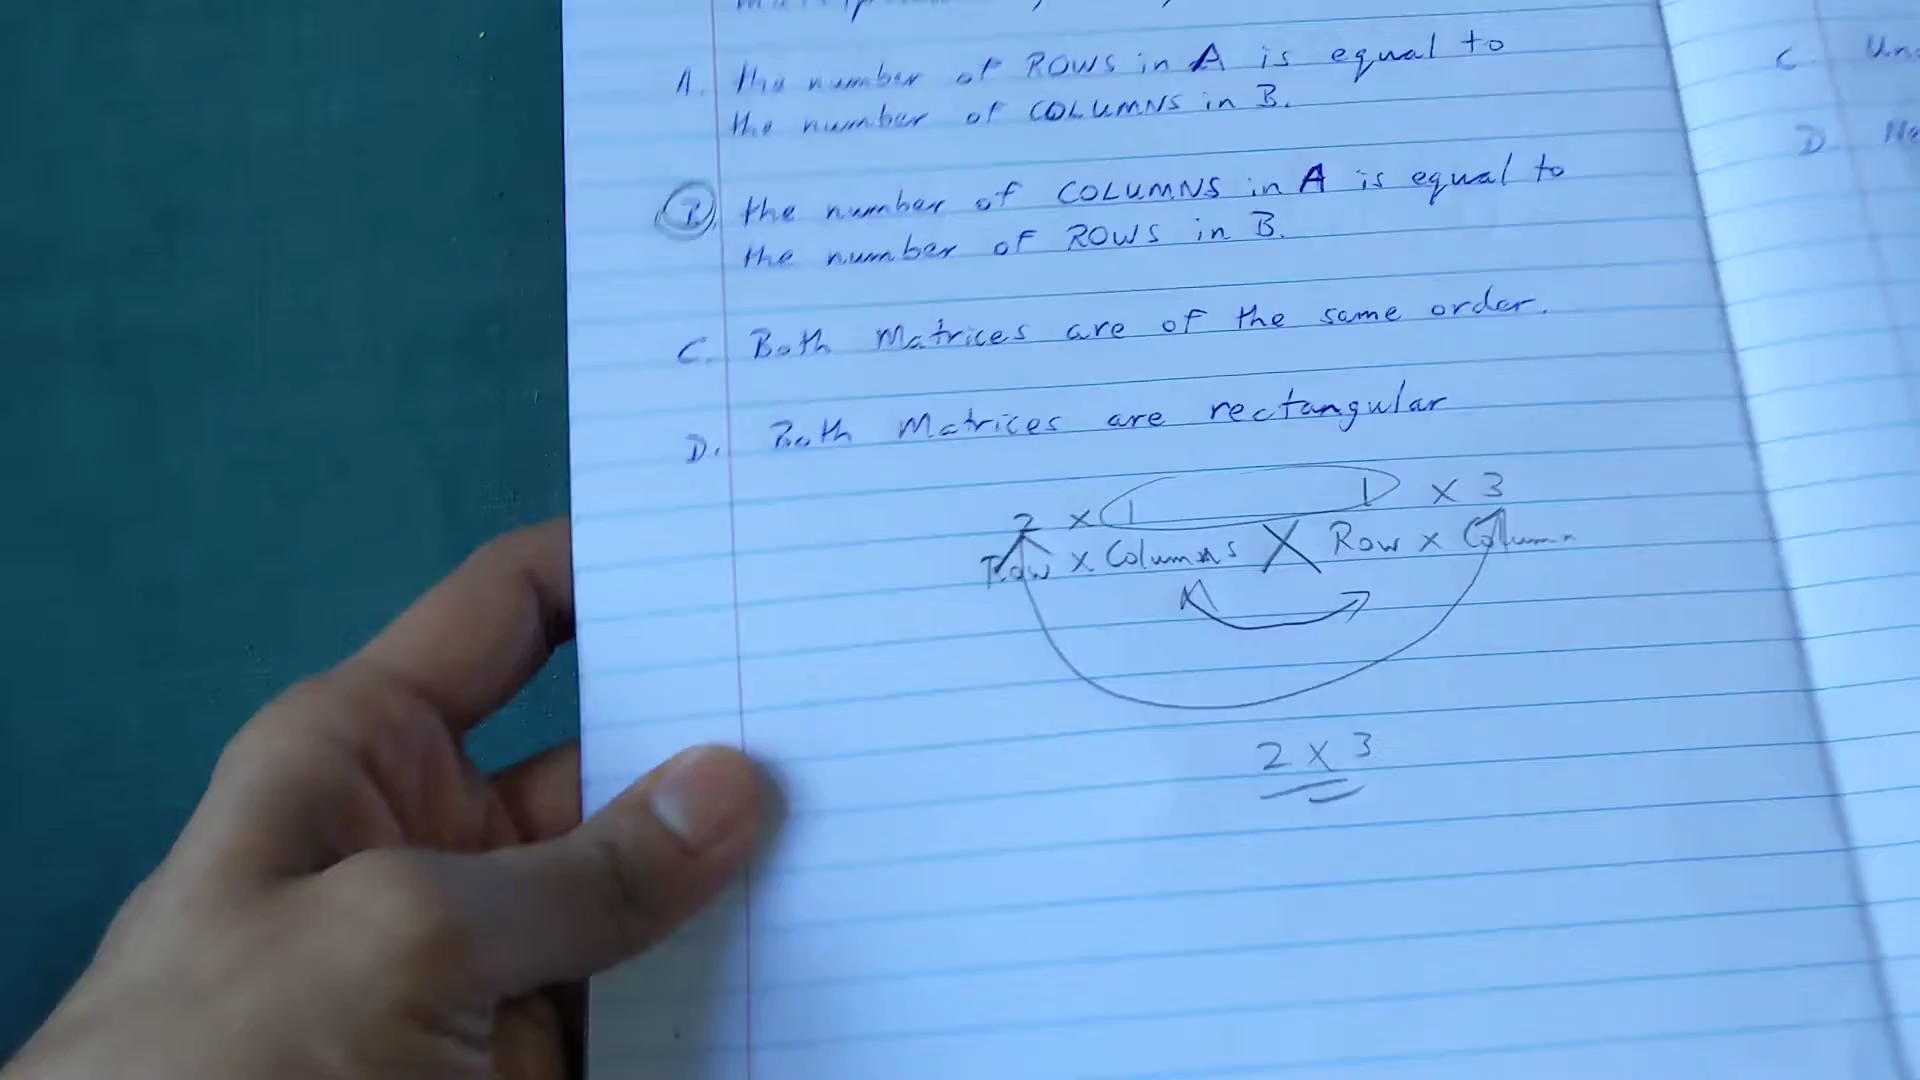 A. the number of ROWS in A is equal to
the number of COLUMNS in B.
B. the number of COLUMNS in A is equal to
the number of ROWS in B.
C. Both Matrices are of the same order.
D. Both Matrices are rectangular
2 x 1 1 x 3
Row x Columns X Row x Column
2 x 3
C.
D.